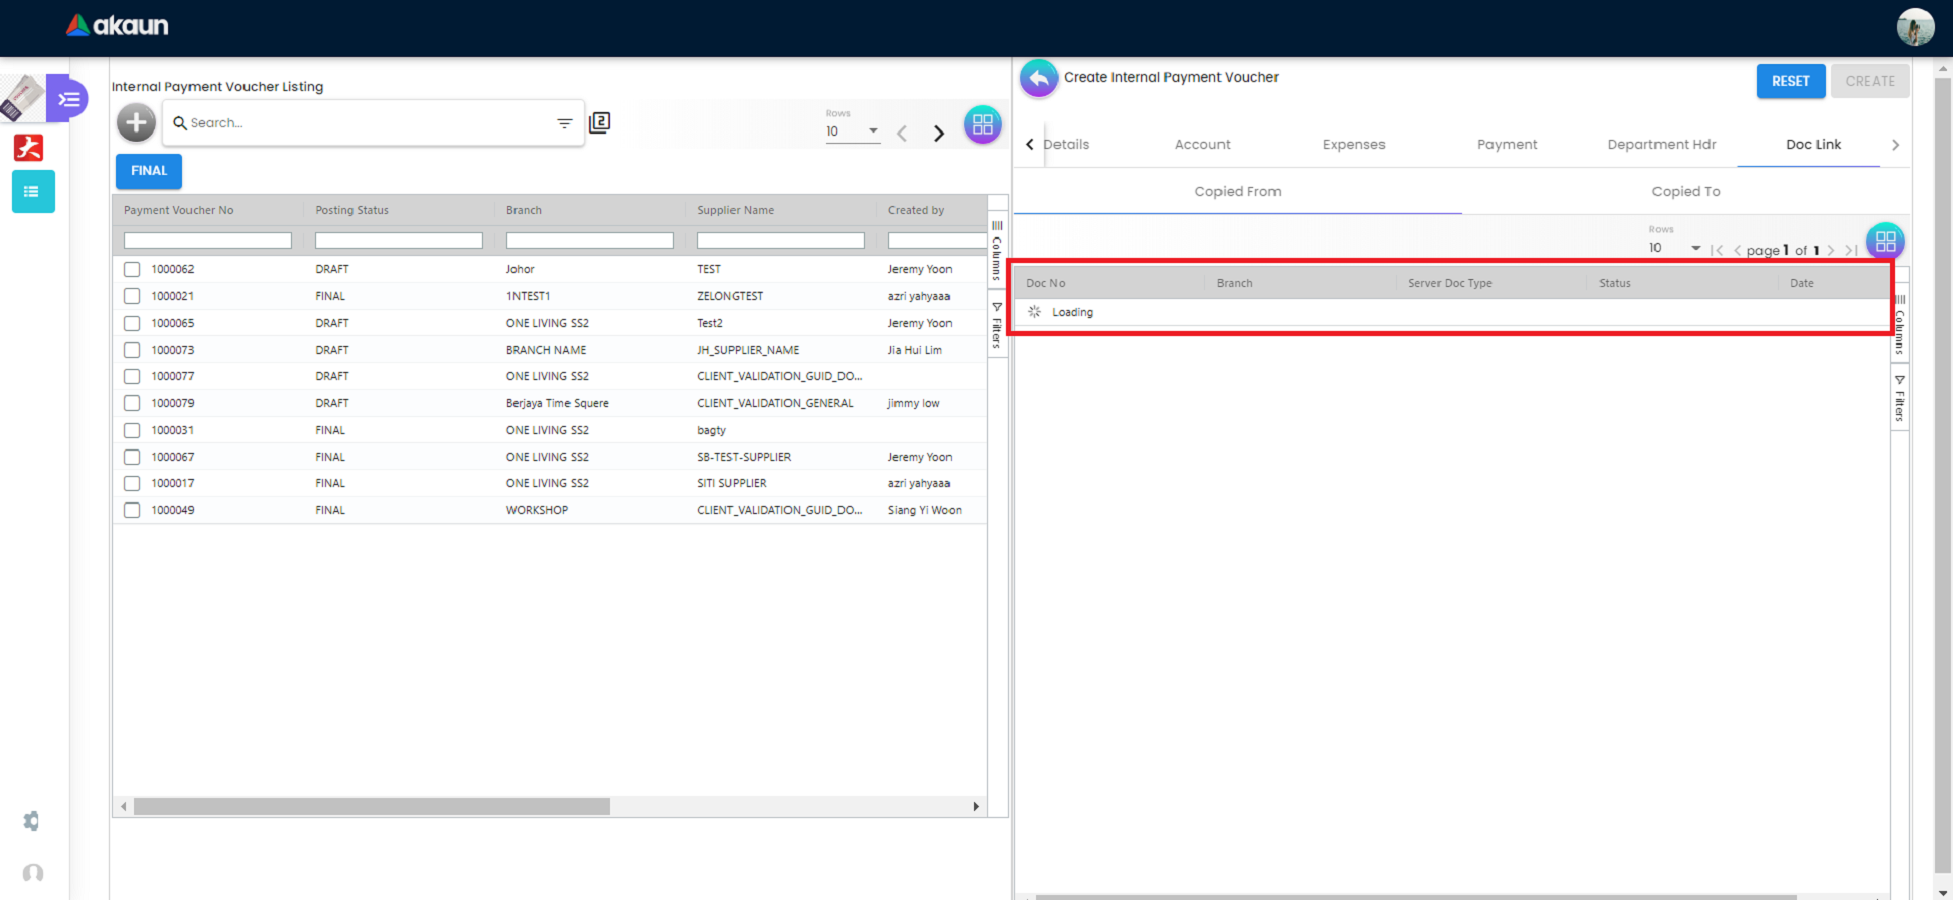 akaun
Internal Payment Voucher Listing
Search...
2
Rows
10
FINAL
Payment Voucher No Posting Status Branch Supplier Name Created by
1000062 DRAFT Johor TEST Jeremy Yoon
1000021 FINAL 1NTEST1 ZELONGTEST azri yahyaaa
1000065 DRAFT ONE LIVING SS2 Test2 Jeremy Yoon
1000073 DRAFT BRANCH NAME JH_SUPPLIER_NAME Jia Hui Lim
1000077 DRAFT ONE LIVING SS2 CLIENT_VALIDATION_GUID_DO...
1000079 DRAFT Berjaya Time Squere CLIENT_VALIDATION_GENERAL jimmy low
1000031 FINAL ONE LIVING SS2 bagty
1000067 FINAL ONE LIVING SS2 SB-TEST-SUPPLIER Jeremy Yoon
1000017 FINAL ONE LIVING SS2 SITI SUPPLIER azri yahyaaa
1000049 FINAL WORKSHOP CLIENT_VALIDATION_GUID_DO... Siang Yi Woon
Columns
Filters
Create Internal Payment Voucher
RESET CREATE
Details Account Expenses Payment Department Hdr Doc Link
Copied From Copied To
Rows
10 page 1 of 1
Doc No Branch Server Doc Type Status Date
Loading
Columns
Filters